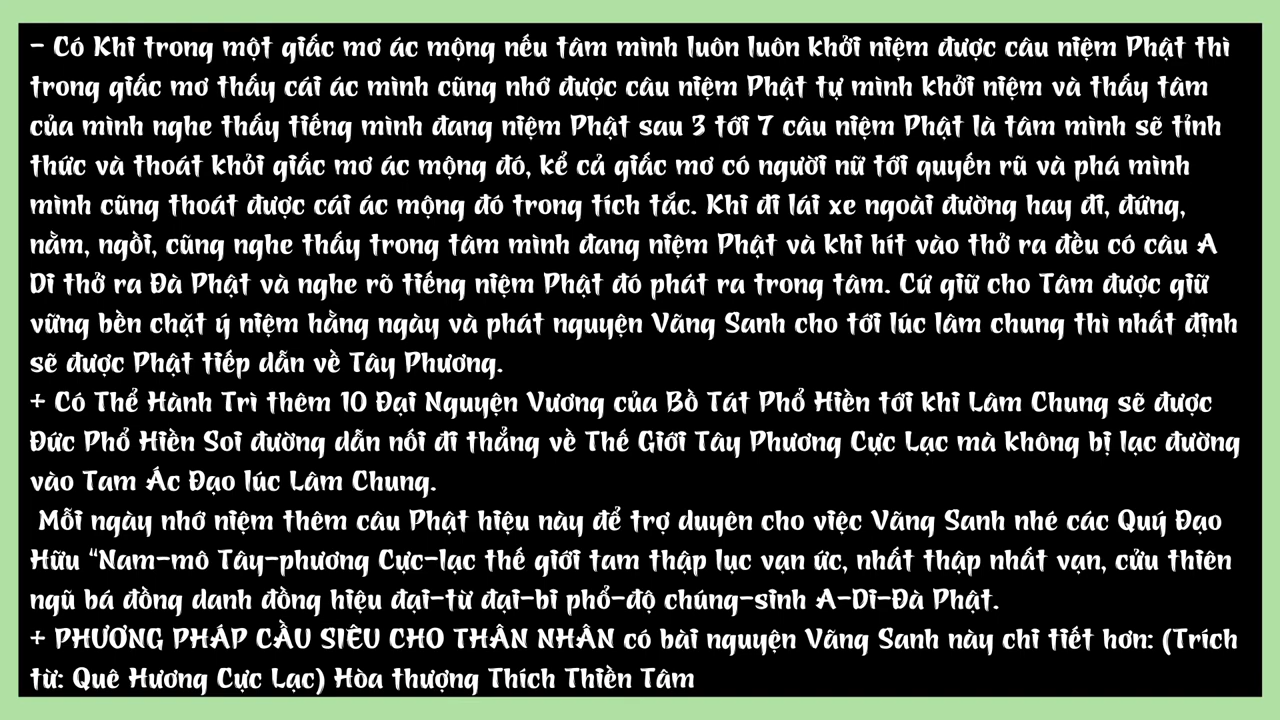 - Có Khi trong một giấc mơ ác mộng nếu tâm mình luôn luôn khởi niệm được câu niệm Phật thì
trong giấc mơ thấy cái ác mình cũng nhớ được câu niệm Phật tự mình khởi niệm và thấy tâm
của mình nghe thấy tiếng mình đang niệm Phật sau 3 tới 7 câu niệm Phật là tâm mình sẽ tỉnh
thức và thoát khỏi giấc mơ ác mộng đó, kể cả giấc mơ có người nữ tới quyến rũ và phá mình
mình cũng thoát được cái ác mộng đó trong tích tắc. Khi đi lái xe ngoài đường hay đi, đứng,
nằm, ngồi, cũng nghe thấy trong tâm mình đang niệm Phật và khi hít vào thở ra đều có câu A
Di thở ra Đà Phật và nghe rõ tiếng niệm Phật đó phát ra trong tâm. Cứ giữ cho Tâm được giữ
vững bền chặt ý niệm hằng ngày và phát nguyện Vãng Sanh cho tới lúc lâm chung thì nhất định
sẽ được Phật tiếp dẫn về Tây Phương.
+ Có Thể Hành Trì thêm 10 Đại Nguyện Vương của Bồ Tát Phổ Hiền tới khi Lâm Chung sẽ được
Đức Phổ Hiền Soi đường dẫn nối đi thẳng về Thế Giới Tây Phương Cực Lạc mà không bị lạc đường
vào Tam Ác Đạo lúc Lâm Chung.
Mỗi ngày nhớ niệm thêm câu Phật hiệu này để trợ duyên cho việc Vãng Sanh nhé các Quý Đạo
Hữu "Nam-mô Tây-phương Cực-lạc thế giới tam thập lục vạn ức, nhất thập nhất vạn, cửu thiên
ngũ bá đồng danh đồng hiệu đại-từ đại-bi phổ-độ chúng-sinh A-Di-Đà Phật.
+ PHƯƠNG PHÁP CẦU SIÊU CHO THÂN NHÂN có bài nguyện Vãng Sanh này chi tiết hơn: (Trích
từ: Quê Hương Cực Lạc) Hòa thượng Thích Thiền Tâm